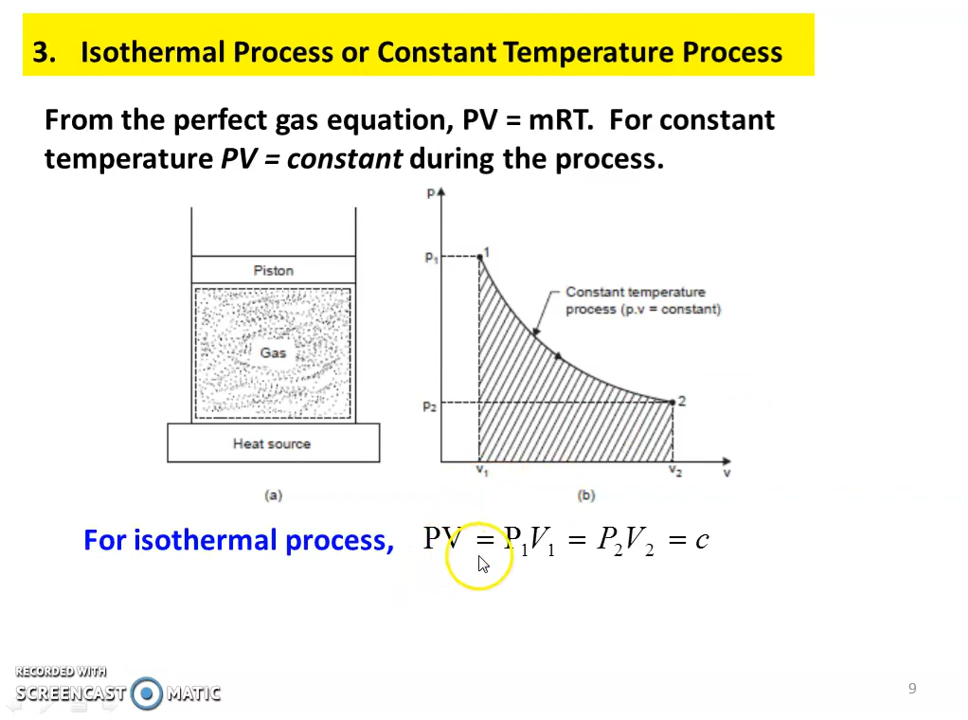 3. Isothermal Process or Constant Temperature Process
From the perfect gas equation, PV = mRT. For constant
temperature PV = constant during the process.
Piston
Gas
Heat source
(a)
p
p₁
1
Constant temperature
process (p.v = constant)
p₂
2
v₁
v₂
v
(b)
For isothermal process, PV = P₁V₁ = P₂V₂ = c
RECORDED WITH
SCREENCAST MATIC
9